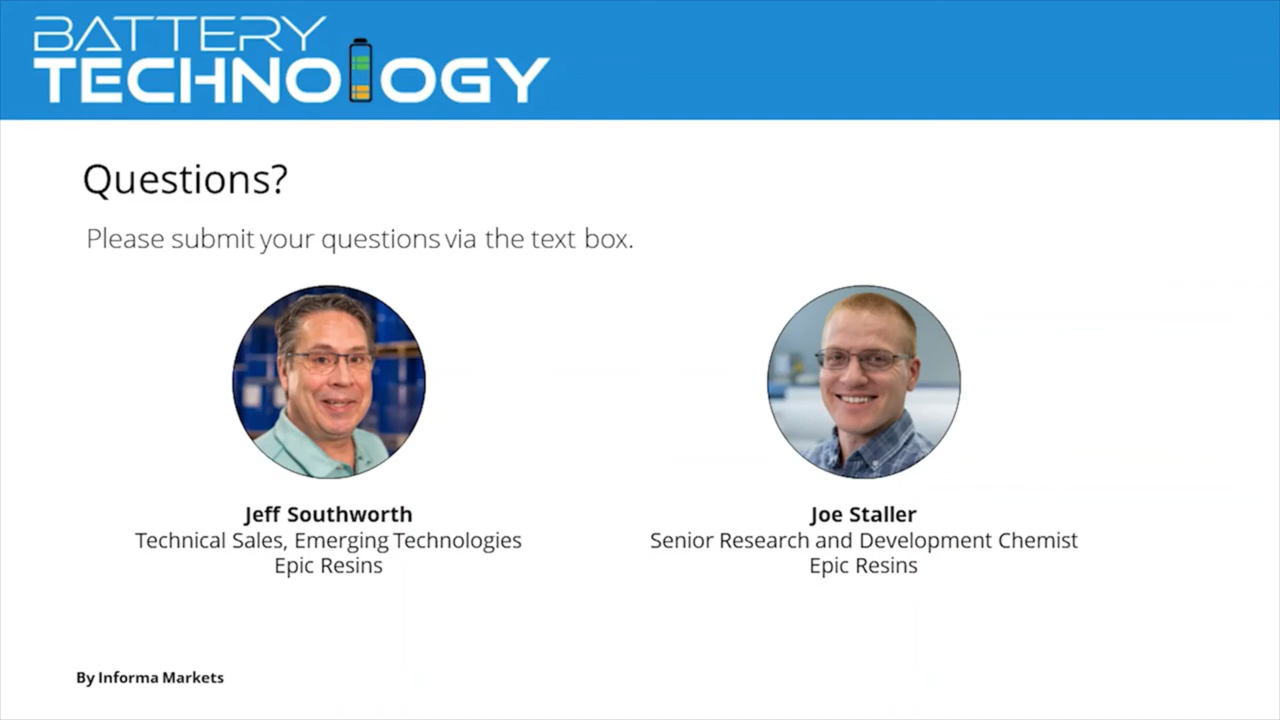 BATTERY
TECHNOLOGY
Questions?
Please submit your questions via the text box.
Jeff Southworth
Technical Sales, Emerging Technologies
Epic Resins
Joe Staller
Senior Research and Development Chemist
Epic Resins
By Informa Markets